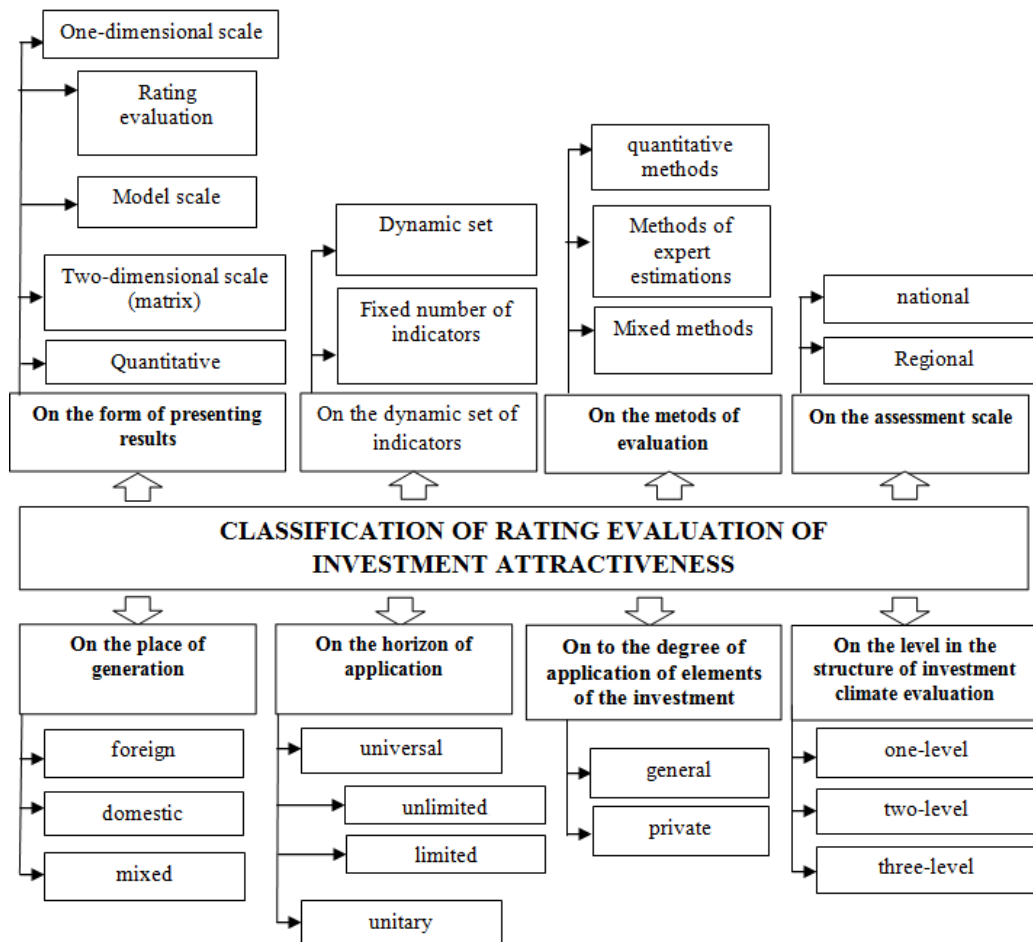 One-dimensional scale
Rating
evaluation
Model scale
Two-dimensional scale
(matrix)
Quantitative
On the form of presenting
results
Dynamic set
Fixed number of
indicators
On the dynamic set of
indicators
quantitative
methods
Methods of
expert
estimations
Mixed methods
On the metods of
evaluation
national
Regional
On the assessment scale
CLASSIFICATION OF RATING EVALUATION OF
INVESTMENT ATTRACTIVENESS
On the place of
generation
foreign
domestic
mixed
On the horizon of
application
universal
unlimited
limited
unitary
On to the degree of
application of elements
of the investment
general
private
On the level in the
structure of investment
climate evaluation
one-level
two-level
three-level